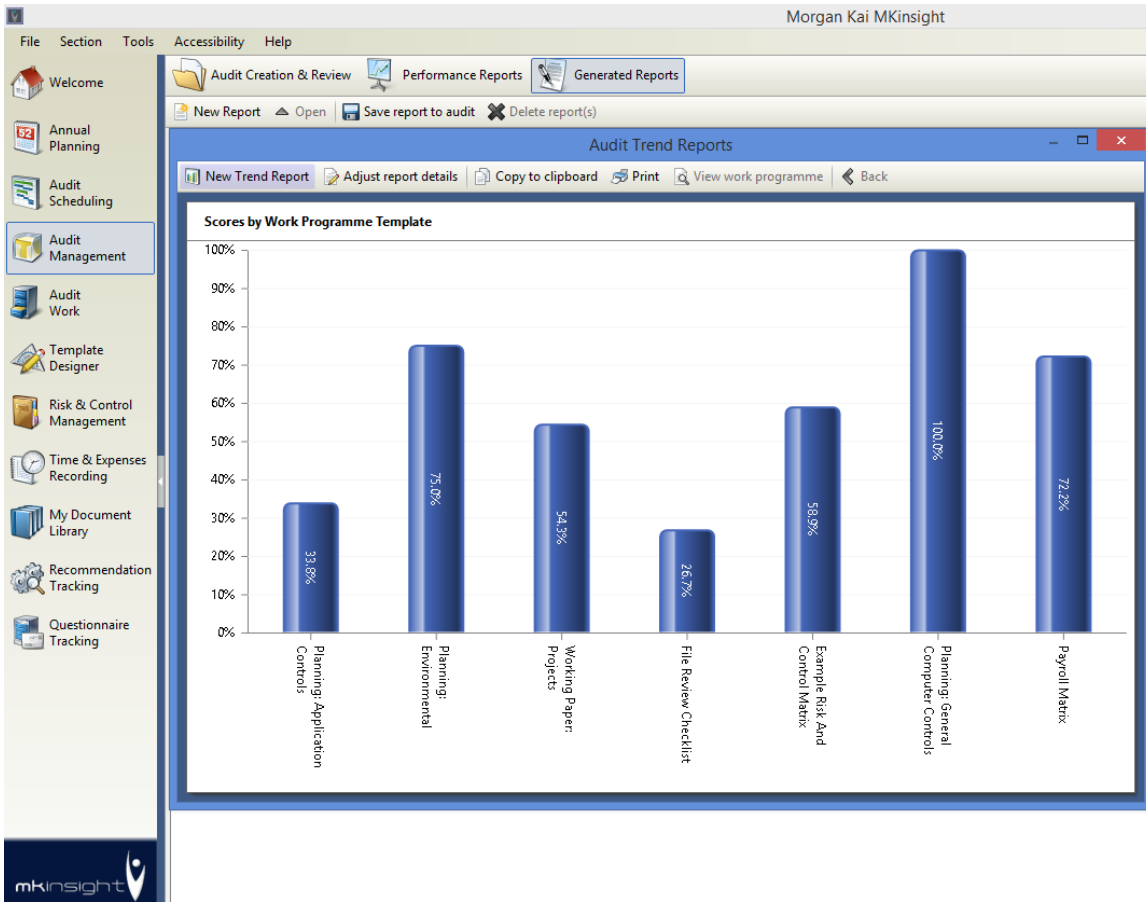 Morgan Kai MKinsight
File Section Tools Accessibility Help
Welcome
52
Annual
Planning
Audit
Scheduling
Audit
Management
Audit
Work
Template
Designer
Risk & Control
Management
Time & Expenses
Recording
My Document
Library
Recommendation
Tracking
Questionnaire
Tracking
mkinsight
Audit Creation & Review Performance Reports Generated Reports
New Report Open Save report to audit Delete report(s)
Audit Trend Reports
New Trend Report Adjust report details Copy to clipboard Print View work programme Back
Scores by Work Programme Template
100%
90%
80%
70%
60%
50%
40%
30%
20%
10%
0%
33.8%
75.0%
54.3%
26.7%
58.9%
100.0%
72.2%
Planning: Application
Controls
Planning:
Environmental
Working Paper:
Projects
File Review Checklist
Example Risk And
Control Matrix
Planning: General
Computer Controls
Payroll Matrix